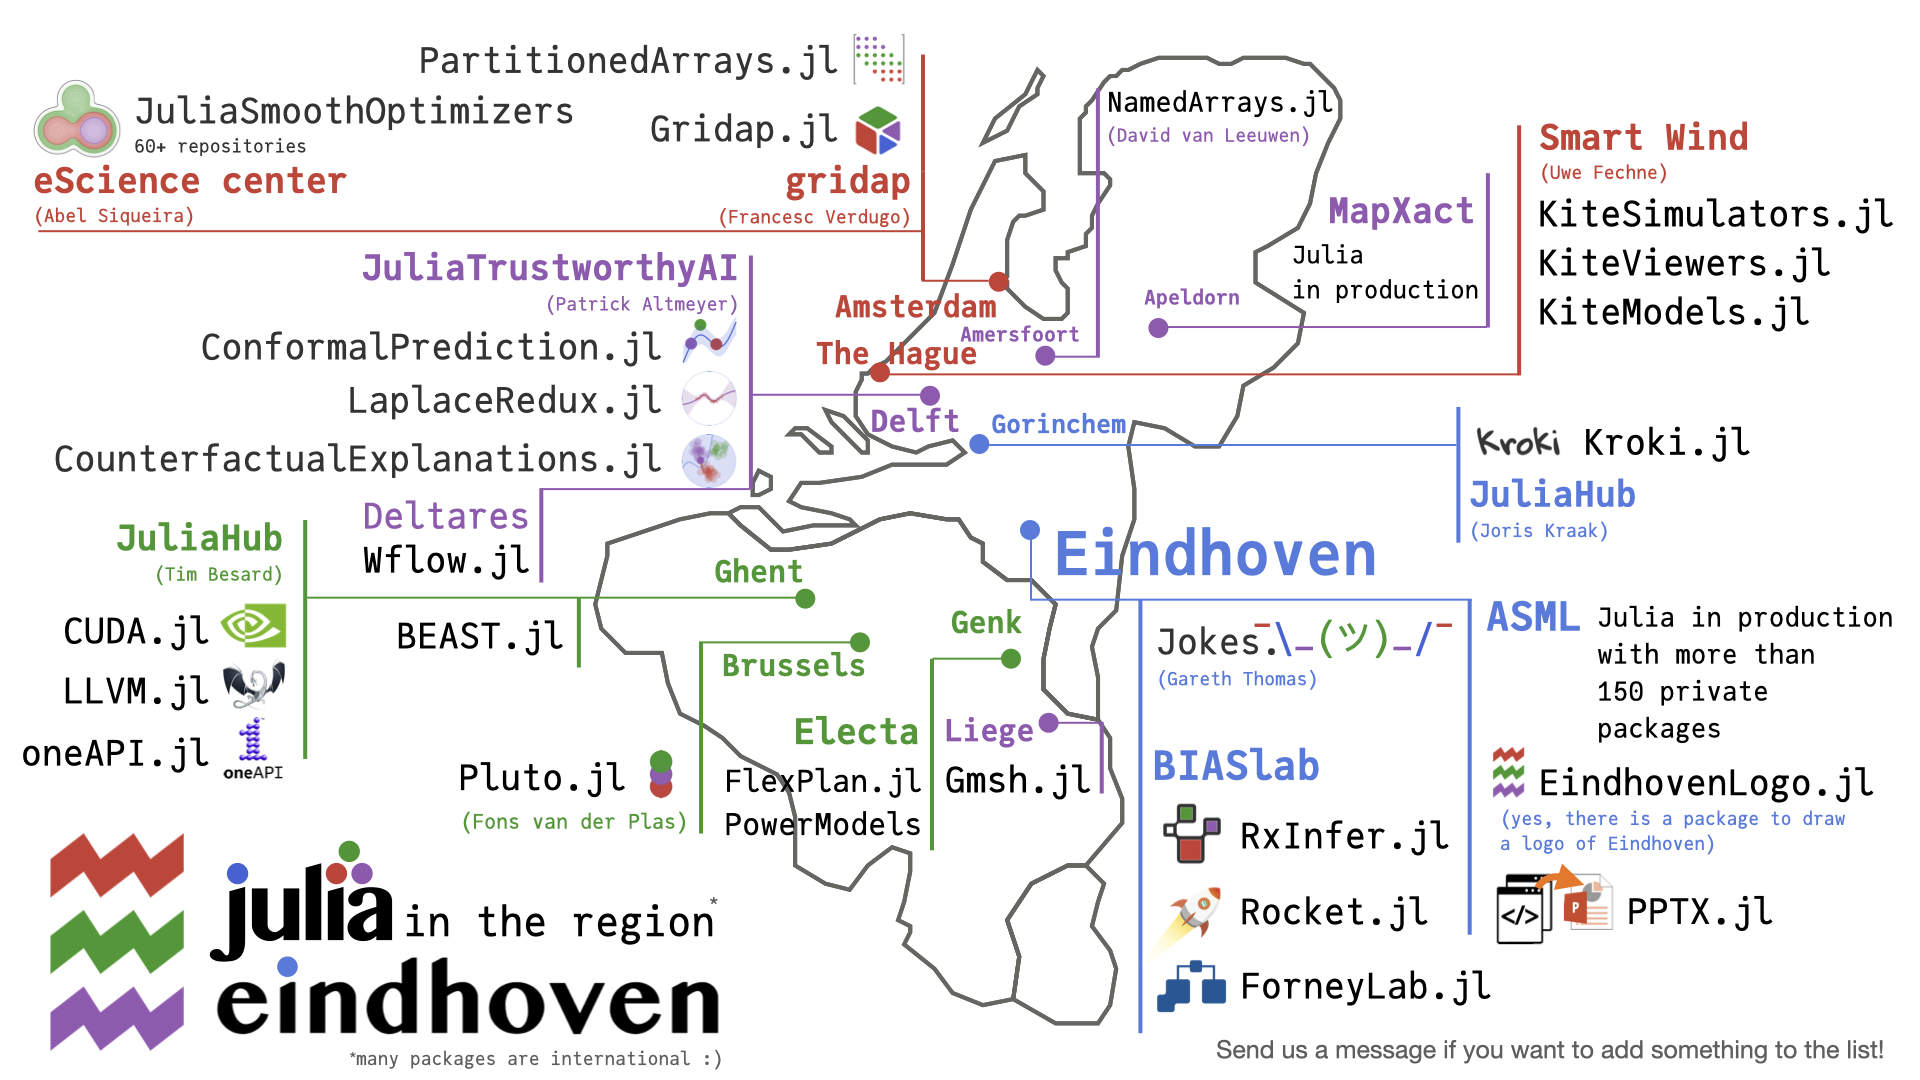 PartitionedArrays.jl
JuliaSmoothOptimizers
60+ repositories
Gridap.jl
eScience center
(Abel Siqueira)
gridap
(Francesc Verdugo)
NamedArrays.jl
(David van Leeuwen)
Smart Wind
(Uwe Fechne)
KiteSimulators.jl
KiteViewers.jl
KiteModels.jl
MapXact
Julia
in production
Apeldorn
Amsterdam
Amersfoort
The Hague
JuliaTrustworthyAI
(Patrick Altmeyer)
ConformalPrediction.jl
LaplaceRedux.jl
CounterfactualExplanations.jl
Delft
Gorinchem
Kroki Kroki.jl
JuliaHub
(Joris Kraak)
Deltares
Wflow.jl
JuliaHub
(Tim Besard)
CUDA.jl
LLVM.jl
oneAPI.jl
oneAPI
BEAST.jl
Ghent
Eindhoven
Genk
Brussels
Pluto.jl
(Fons van der Plas)
Electa
FlexPlan.jl
PowerModels
Liege
Gmsh.jl
Jokes.¯\_(ツ)_/¯
(Gareth Thomas)
BIASlab
RxInfer.jl
Rocket.jl
ForneyLab.jl
ASML
Julia in production
with more than
150 private
packages
EindhovenLogo.jl
(yes, there is a package to draw
a logo of Eindhoven)
</>
P
PPTX.jl
julia in the region*
eindhoven
*many packages are international :)
Send us a message if you want to add something to the list!